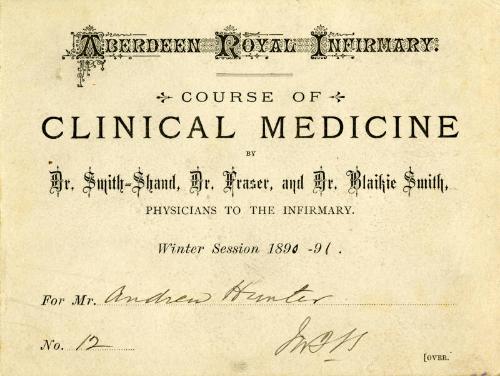 ABERDEEN ROYAL INFIRMARY.
COURSE OF
CLINICAL MEDICINE
BY
Dr. Smith-Shand, Dr. Fraser, and Dr. Blaikie Smith,
PHYSICIANS TO THE INFIRMARY.
Winter Session 1890-91.
For Mr. Andrew Hunter
No. 12
[OVER.